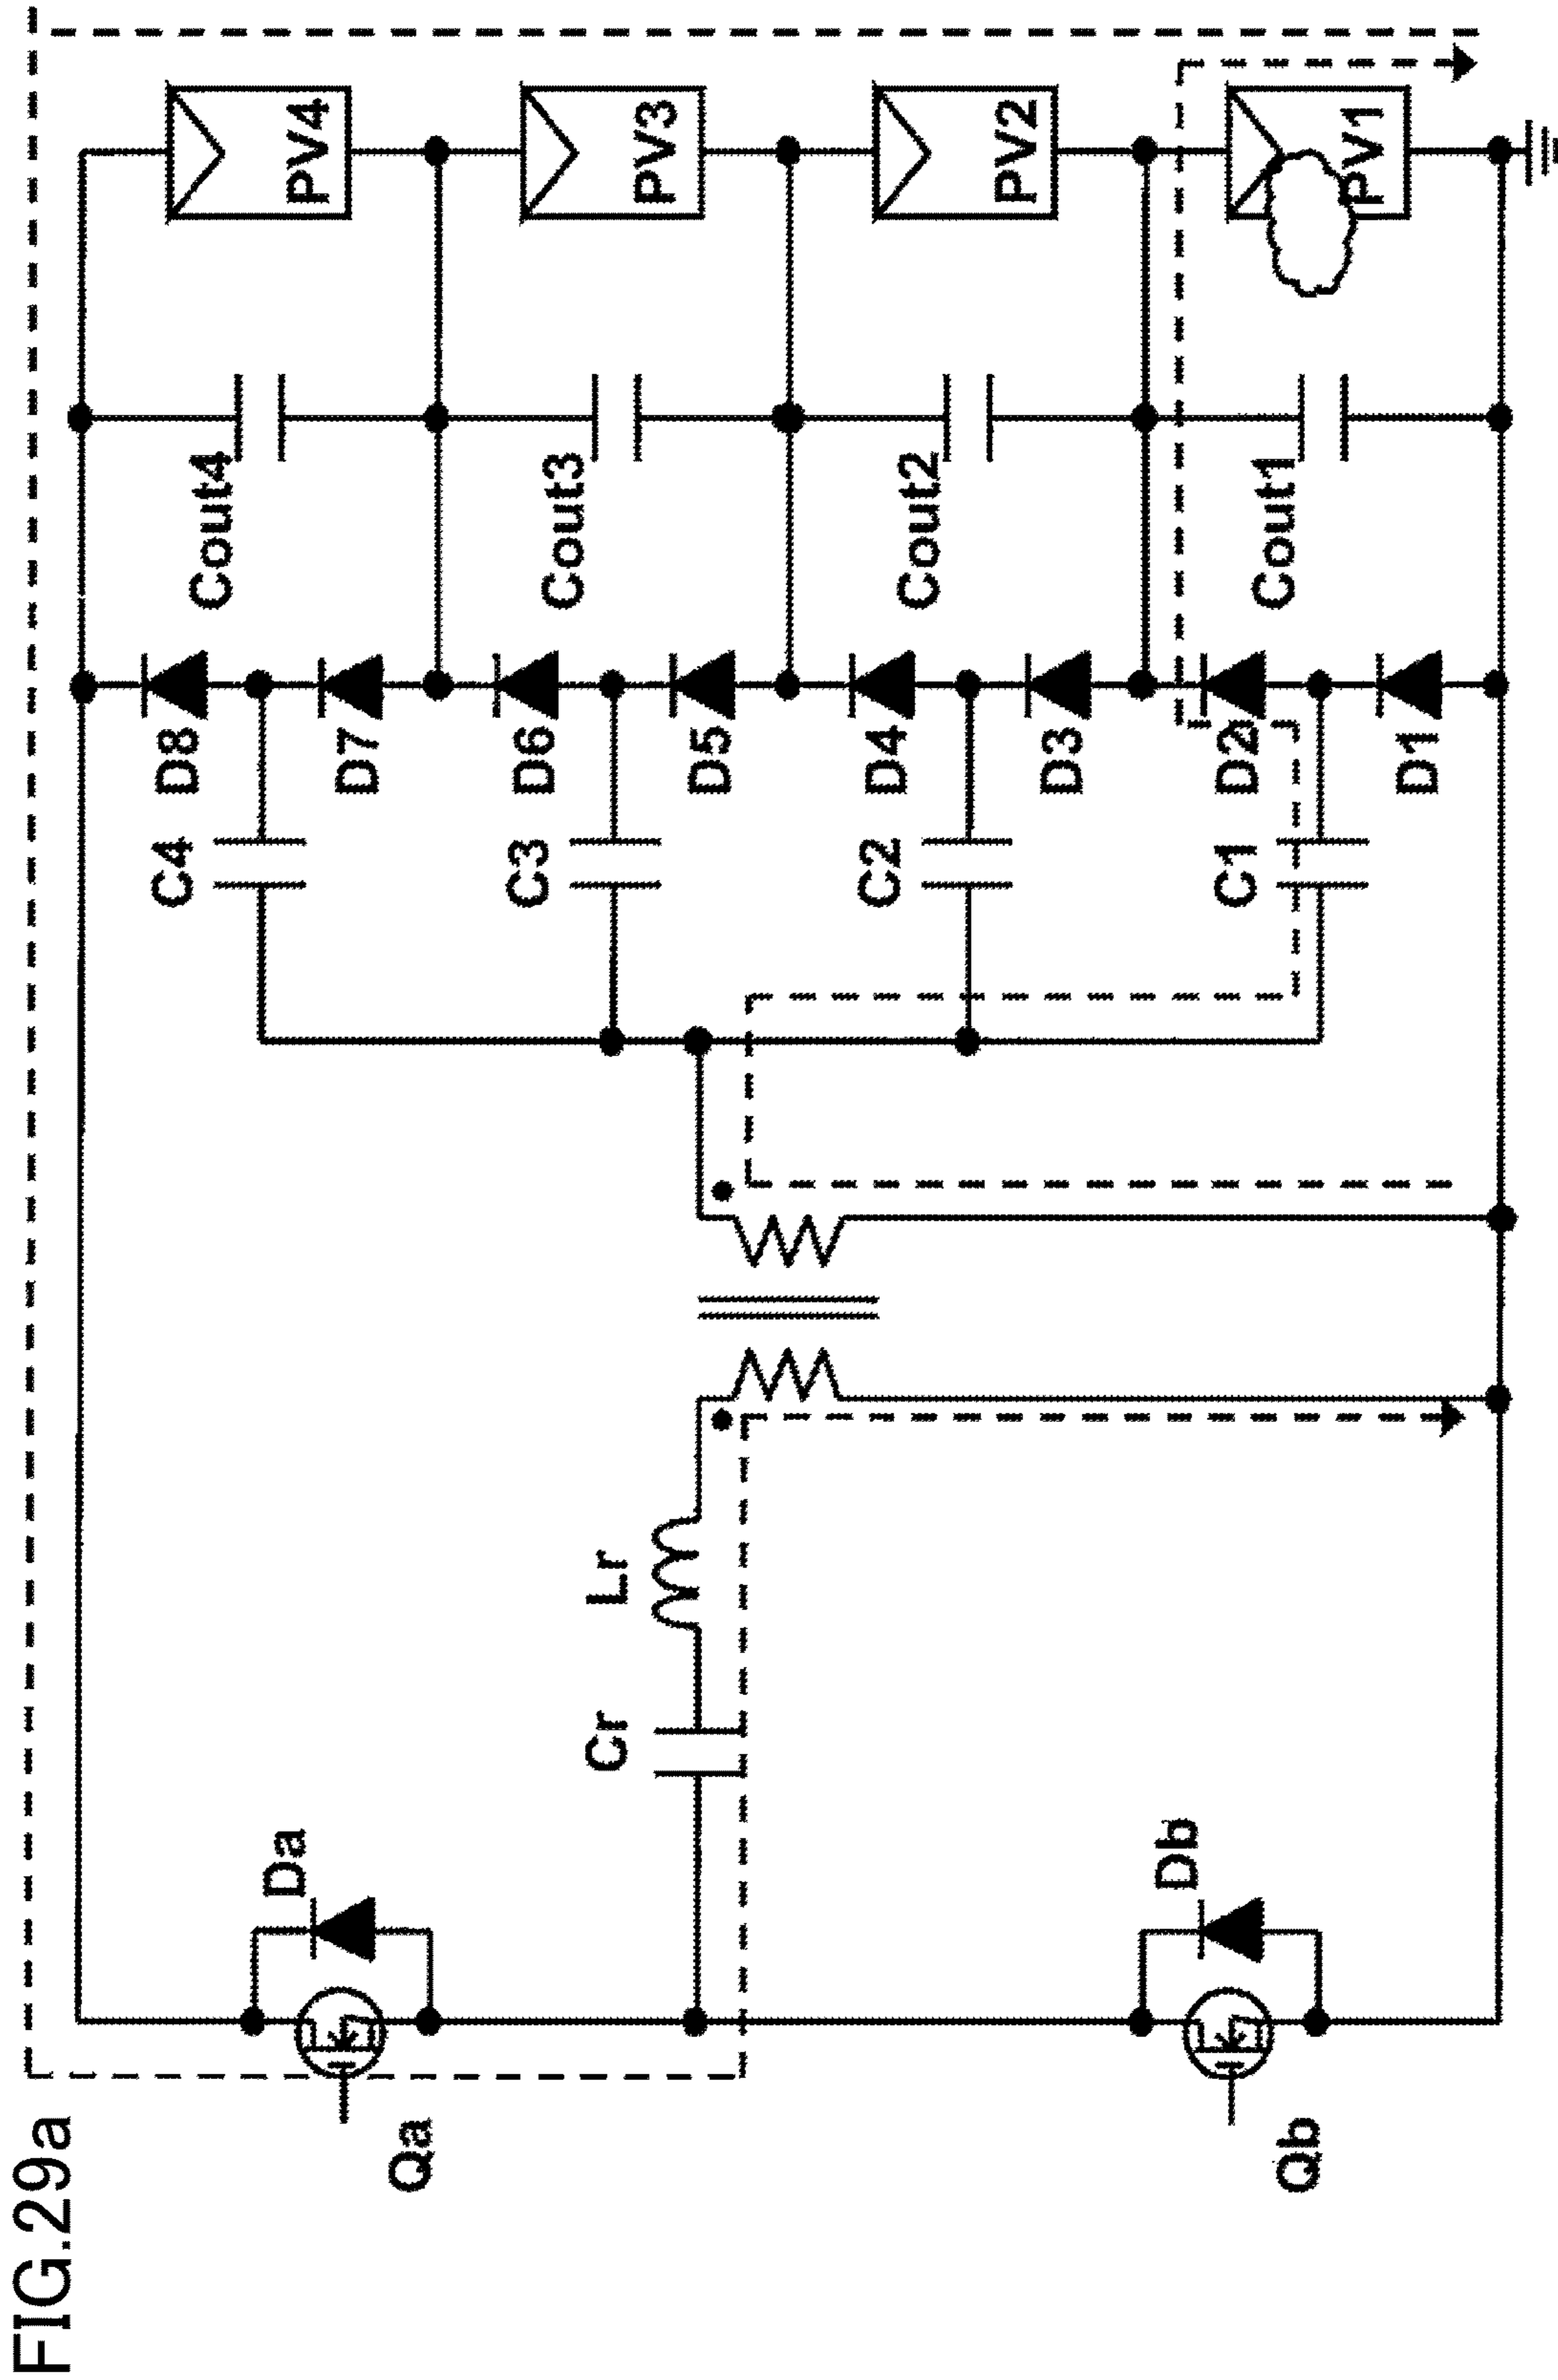 FIG.29a
Qa
Da
Cr
Lr
Qb
Db
C4
D8
Cout4
PV4
D7
C3
D6
Cout3
PV3
D5
C2
D4
Cout2
PV2
D3
C1
D2
Cout1
PV1
D1